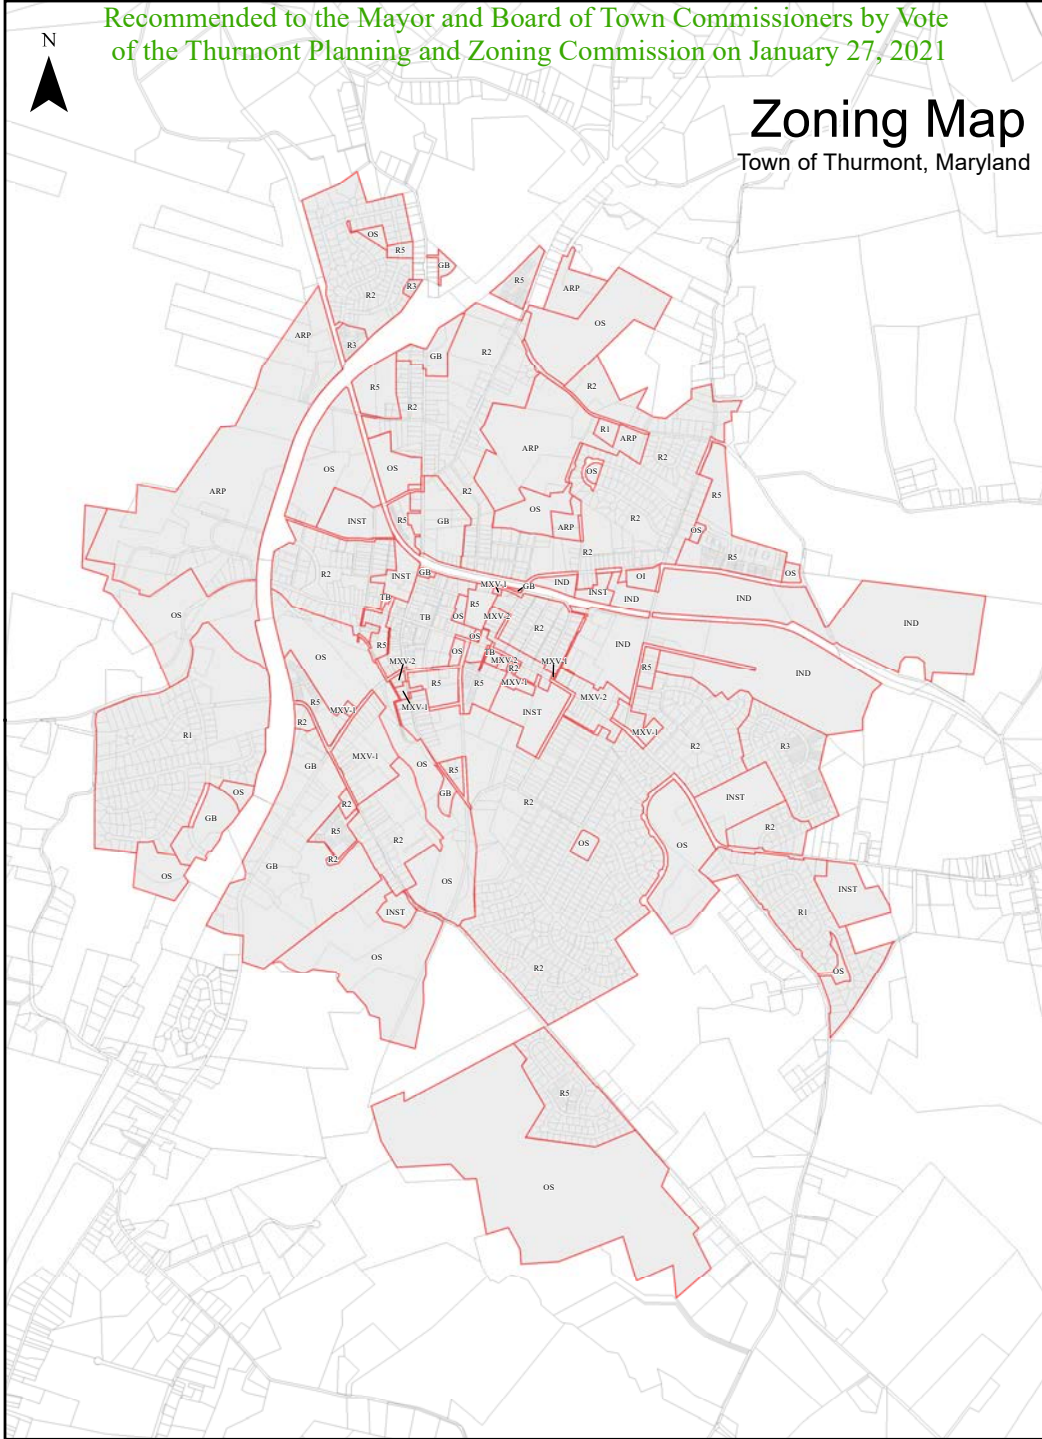 Recommended to the Mayor and Board of Town Commissioners by Vote
of the Thurmont Planning and Zoning Commission on January 27, 2021
N
Zoning Map
Town of Thurmont, Maryland
OS
R5
GB
R3
R2
R5
ARP
OS
ARP
R3
GB
R2
R5
R2
R2
R1
ARP
ARP
R2
OS
OS
OS
ARP
R2
R5
INST
R5
GB
OS
ARP
R2
OS
R2
R5
OS
R2
INST
GB
MXV-1
GB
IND
INST
OI
IND
IND
IND
TB
TB
R5
OS
MXV-2
R2
OS
OS
R5
OS
TB
MXV-2
R2
MXV-1
MXV-2
IND
IND
R5
OS
R5
R5
MXV-1
MXV-2
R5
MXV-1
R2
MXV-1
INST
MXV-1
R1
GB
MXV-1
OS
R5
R2
R3
OS
GB
GB
R2
R2
INST
R5
R2
OS
OS
R2
R2
GB
OS
OS
INST
INST
R1
OS
R2
OS
R5
OS